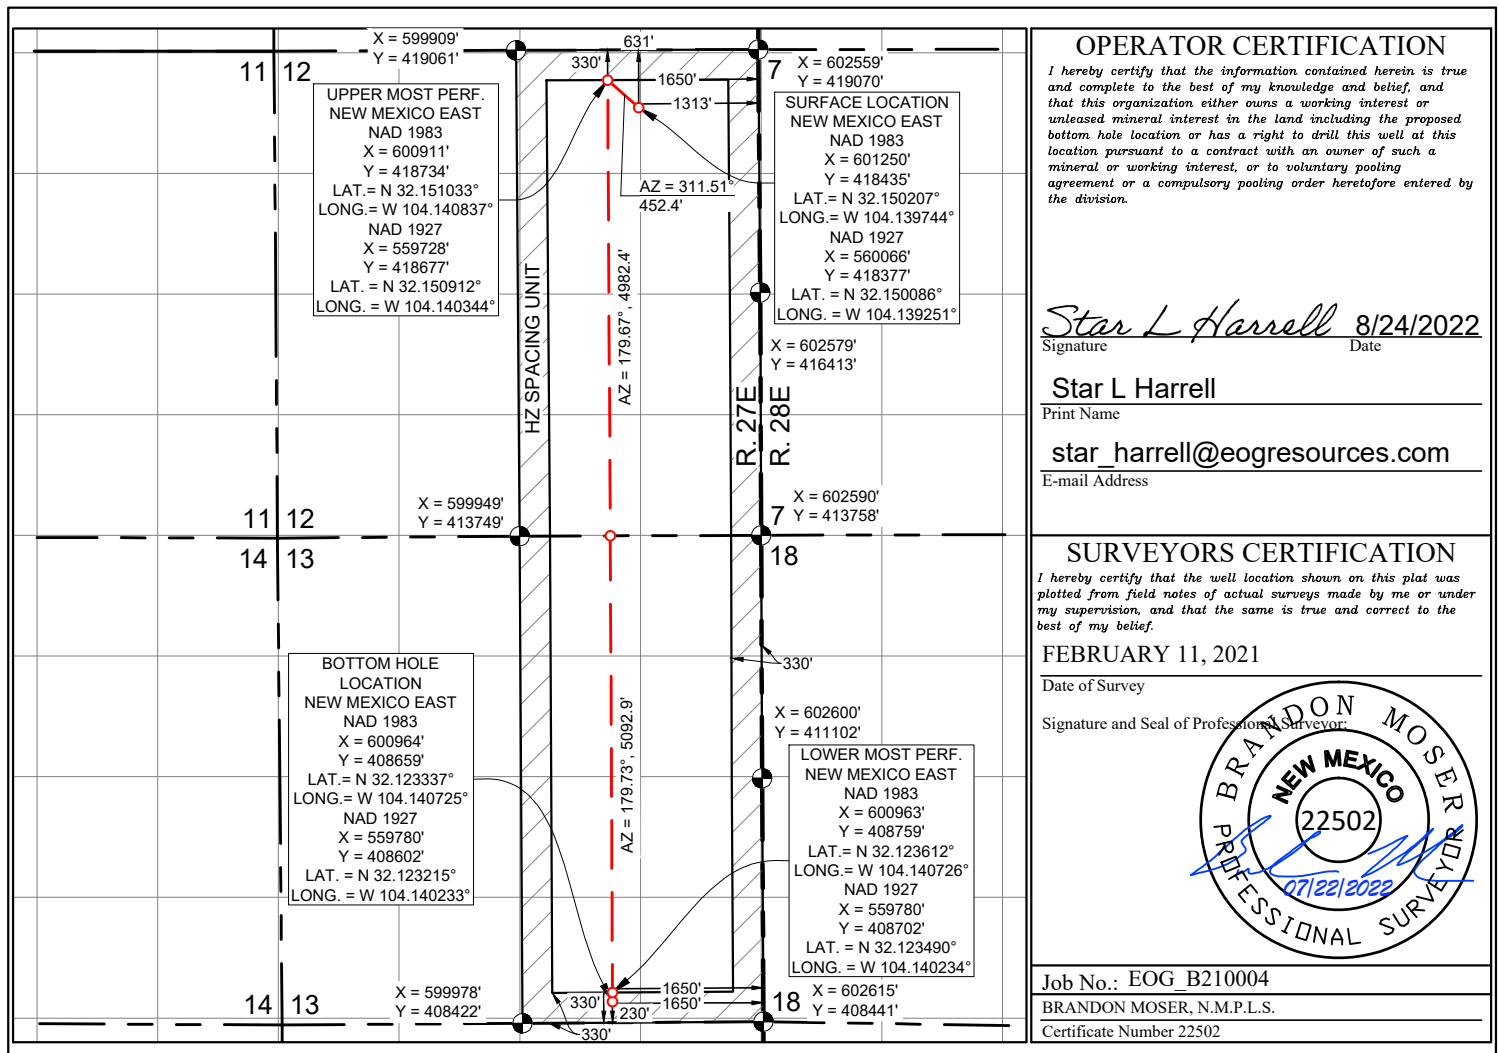 X = 599909'
Y = 419061'
631'
330'
1650'
1313'
11 12
7
X = 602559'
Y = 419070'
UPPER MOST PERF.
NEW MEXICO EAST
NAD 1983
X = 600911'
Y = 418734'
LAT.= N 32.151033°
LONG.= W 104.140837°
NAD 1927
X = 559728'
Y = 418677'
LAT. = N 32.150912°
LONG. = W 104.140344°
SURFACE LOCATION
NEW MEXICO EAST
NAD 1983
X = 601250'
Y = 418435'
LAT.= N 32.150207°
LONG.= W 104.139744°
NAD 1927
X = 560066'
Y = 418377'
LAT. = N 32.150086°
LONG. = W 104.139251°
AZ = 311.51°
452.4'
HZ SPACING UNIT
AZ = 179.67°, 4982.4'
X = 602579'
Y = 416413'
R. 27E
R. 28E
X = 599949'
Y = 413749'
X = 602590'
Y = 413758'
11 12
14 13
7
18
330'
BOTTOM HOLE
LOCATION
NEW MEXICO EAST
NAD 1983
X = 600964'
Y = 408659'
LAT.= N 32.123337°
LONG.= W 104.140725°
NAD 1927
X = 559780'
Y = 408602'
LAT. = N 32.123215°
LONG. = W 104.140233°
AZ = 179.73°, 5092.9'
X = 602600'
Y = 411102'
LOWER MOST PERF.
NEW MEXICO EAST
NAD 1983
X = 600963'
Y = 408759'
LAT.= N 32.123612°
LONG.= W 104.140726°
NAD 1927
X = 559780'
Y = 408702'
LAT. = N 32.123490°
LONG. = W 104.140234°
14 13
X = 599978'
Y = 408422'
330'
330'
1650'
1650'
230'
18
X = 602615'
Y = 408441'
OPERATOR CERTIFICATION
I hereby certify that the information contained herein is true
and complete to the best of my knowledge and belief, and
that this organization either owns a working interest or
unleased mineral interest in the land including the proposed
bottom hole location or has a right to drill this well at this
location pursuant to a contract with an owner of such a
mineral or working interest, or to voluntary pooling
agreement or a compulsory pooling order heretofore entered by
the division.
Star L Harrell 8/24/2022
Signature Date
Star L Harrell
Print Name
star_harrell@eogresources.com
E-mail Address
SURVEYORS CERTIFICATION
I hereby certify that the well location shown on this plat was
plotted from field notes of actual surveys made by me or under
my supervision, and that the same is true and correct to the
best of my belief.
FEBRUARY 11, 2021
Date of Survey
Signature and Seal of Professional Surveyor:
BRANDON MOSER
NEW MEXICO
22502
07/22/2022
PROFESSIONAL SURVEYOR
Job No.: EOG_B210004
BRANDON MOSER, N.M.P.L.S.
Certificate Number 22502